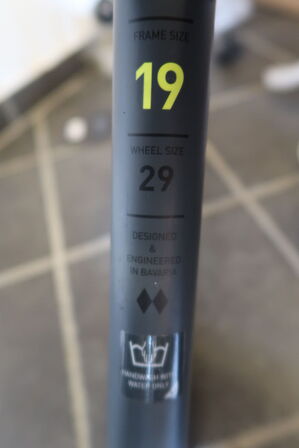 FRAME SIZE
19
WHEEL SIZE
29
DESIGNED
&
ENGINEERED
IN BAVARIA
HANDWASH WITH
WATER ONLY